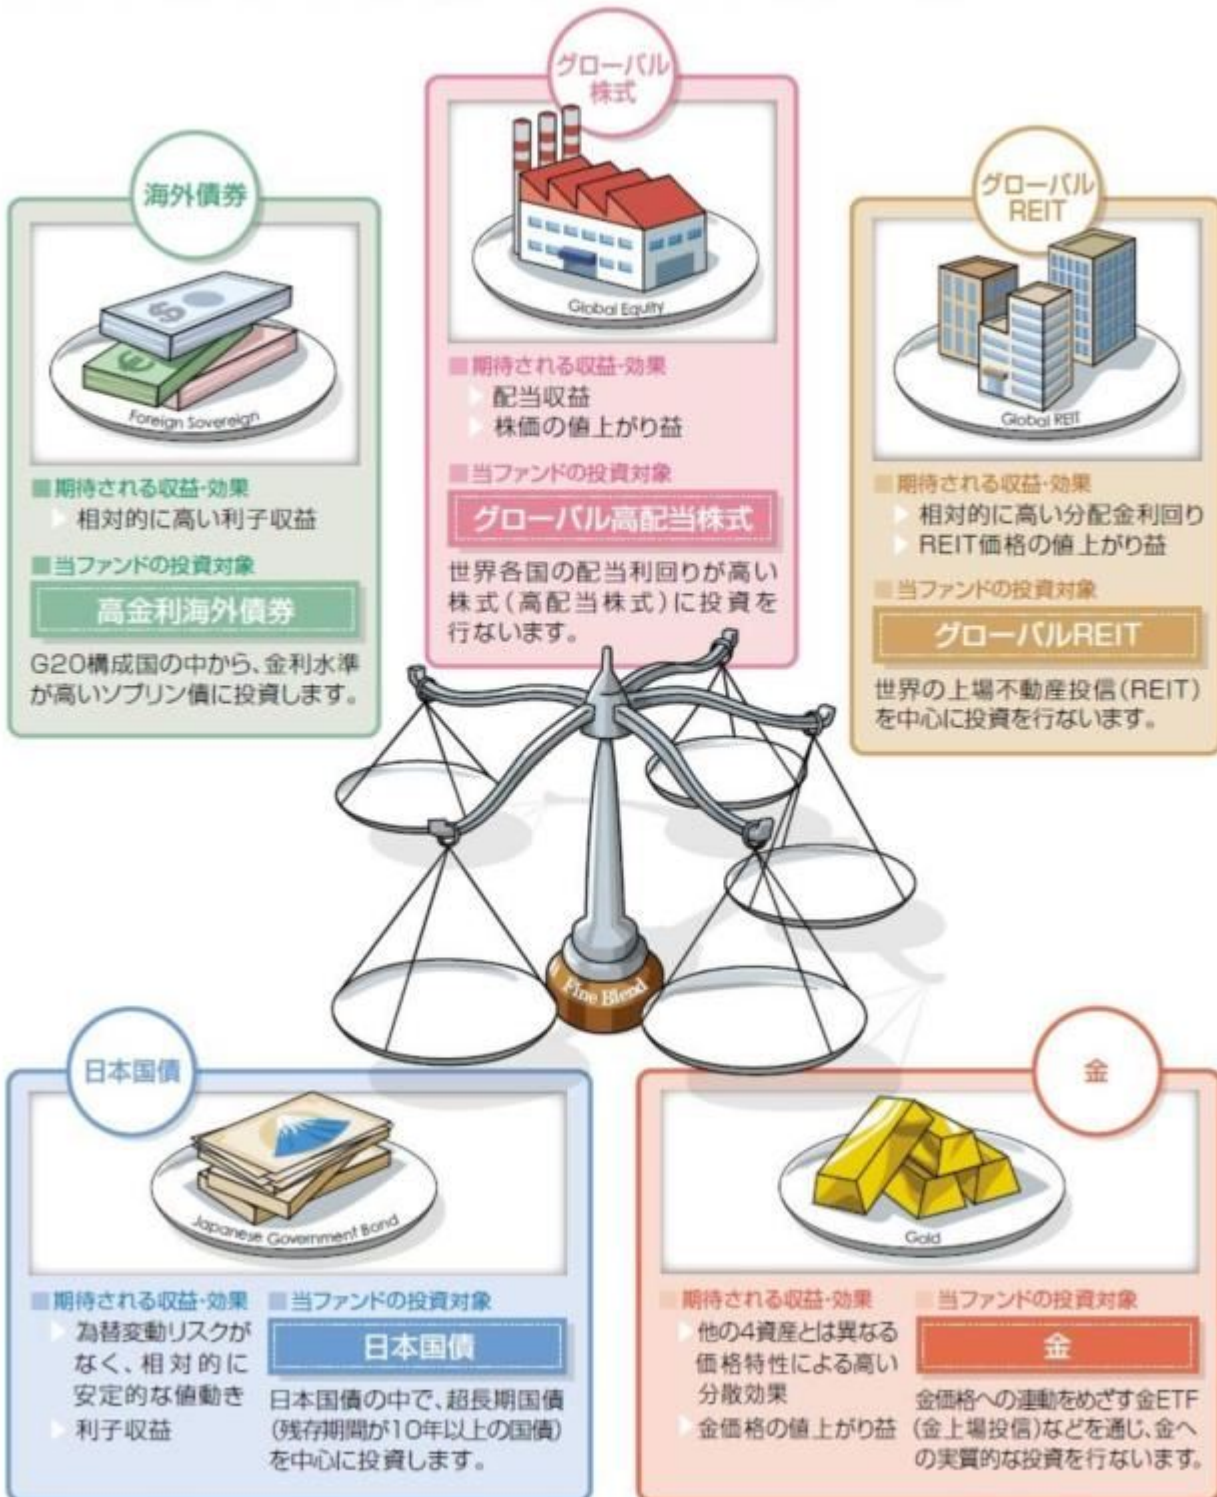 グローバル
株式
Global Equity
■期待される収益・効果
配当収益
株価の値上がり益
■当ファンドの投資対象
グローバル高配当株式
世界各国の配当利回りが高い
株式(高配当株式)に投資を
行ないます。
海外債券
Foreign Sovereign
■期待される収益・効果
相対的に高い利子収益
■当ファンドの投資対象
高金利海外債券
G20構成国の中から、金利水準
が高いソブリン債に投資します。
グローバル
REIT
Global REIT
■期待される収益・効果
相対的に高い分配金利回り
REIT価格の値上がり益
■当ファンドの投資対象
グローバルREIT
世界の上場不動産投信(REIT)
を中心に投資を行ないます。
Fine Blend
日本国債
Japanese Government Bond
■期待される収益・効果
為替変動リスクが
なく、相対的に
安定的な値動き
利子収益
■当ファンドの投資対象
日本国債
日本国債の中で、超長期国債
(残存期間が10年以上の国債)
を中心に投資します。
金
Gold
■期待される収益・効果
他の4資産とは異なる
価格特性による高い
分散効果
金価格の値上がり益
■当ファンドの投資対象
金
金価格への連動をめざす金ETF
(金上場投信)などを通じ、金へ
の実質的な投資を行ないます。